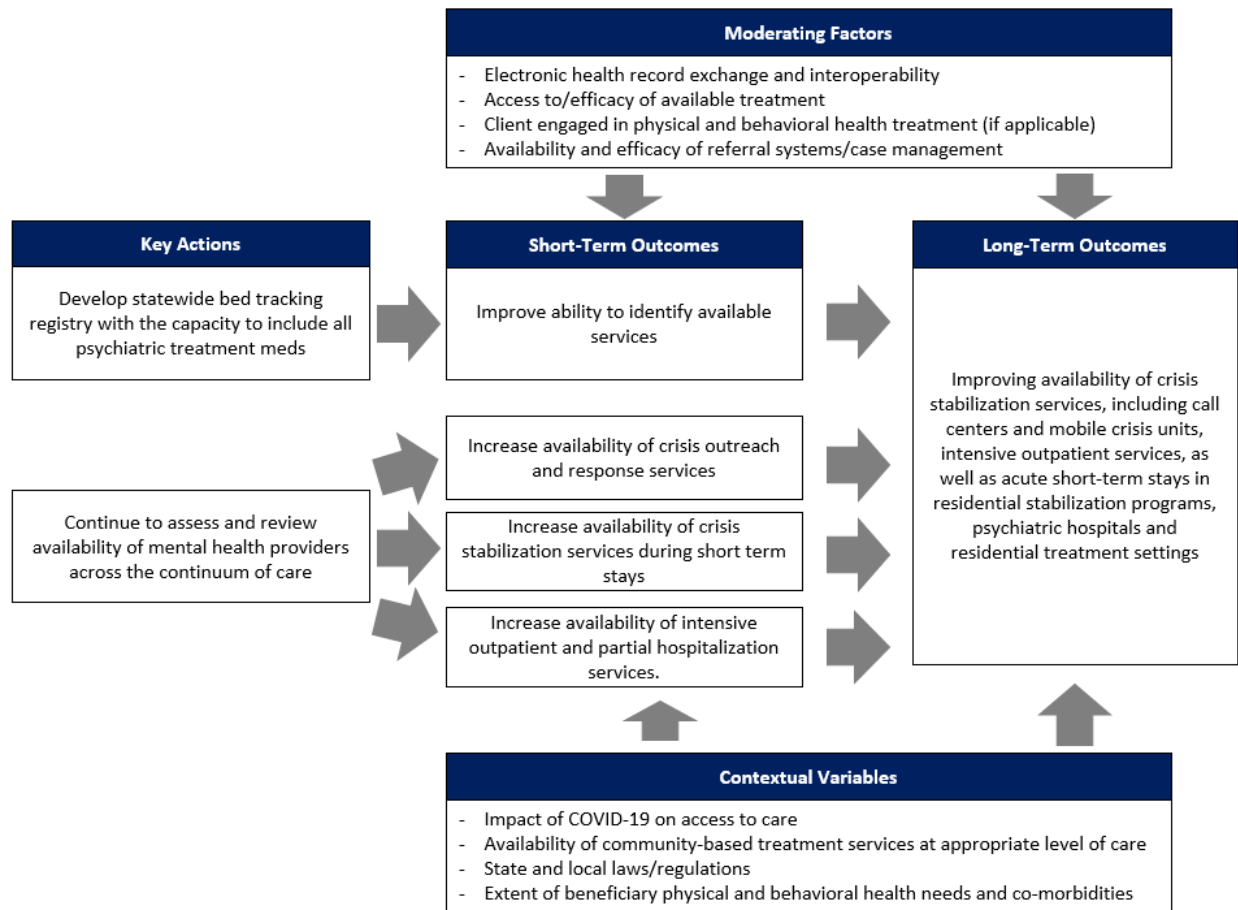 Moderating Factors
- Electronic health record exchange and interoperability
- Access to/efficacy of available treatment
- Client engaged in physical and behavioral health treatment (if applicable)
- Availability and efficacy of referral systems/case management
Key Actions
Develop statewide bed tracking
registry with the capacity to include all
psychiatric treatment meds
Continue to assess and review
availability of mental health providers
across the continuum of care
Short-Term Outcomes
Improve ability to identify available
services
Increase availability of crisis outreach
and response services
Increase availability of crisis
stabilization services during short term
stays
Increase availability of intensive
outpatient and partial hospitalization
services.
Long-Term Outcomes
Improving availability of crisis
stabilization services, including call
centers and mobile crisis units,
intensive outpatient services, as
well as acute short-term stays in
residential stabilization programs,
psychiatric hospitals and
residential treatment settings
Contextual Variables
- Impact of COVID-19 on access to care
- Availability of community-based treatment services at appropriate level of care
- State and local laws/regulations
- Extent of beneficiary physical and behavioral health needs and co-morbidities